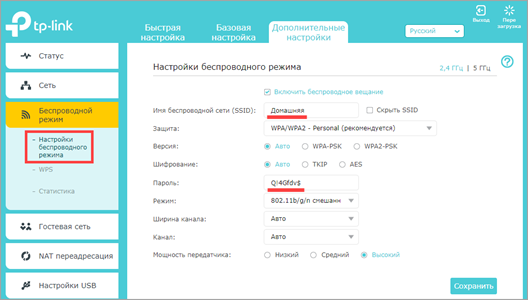 tp-link
Быстрая настройка
Базовая настройка
Дополнительные настройки
Русский
Выход
Пере загрузка
Статус
Сеть
Беспроводной режим
– Настройки беспроводного режима
– WPS
– Статистика
Гостевая сеть
NAT переадресация
Настройки USB
Настройки беспроводного режима
2,4 ГГц | 5 ГГц
?
Включить беспроводное вещание
Имя беспроводной сети (SSID): Домашняя Скрыть SSID
Защита: WPA/WPA2 - Personal (рекомендуется)
Версия: Авто WPA-PSK WPA2-PSK
Шифрование: Авто TKIP AES
Пароль: Q!4Gfdv$
Режим: 802.11b/g/n смешанн
Ширина канала: Авто
Канал: Авто
Мощность передатчика: Низкий Средний Высокий
Сохранить